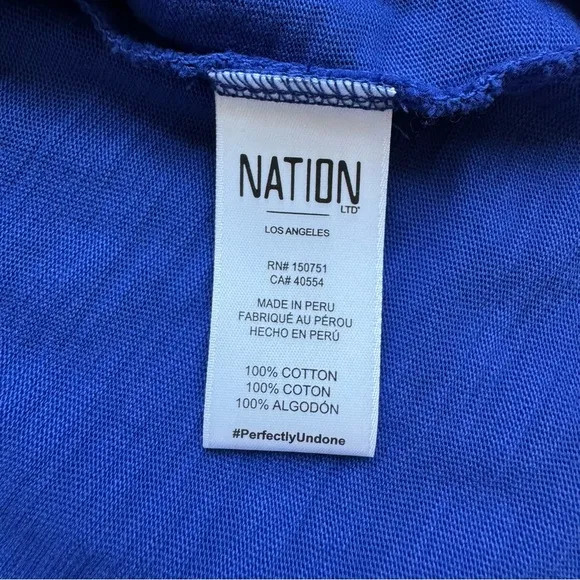 NATION
LTD®
LOS ANGELES
RN# 150751
CA# 40554
MADE IN PERU
FABRIQUÉ AU PÉROU
HECHO EN PERÚ
100% COTTON
100% COTON
100% ALGODÓN
#PerfectlyUndone